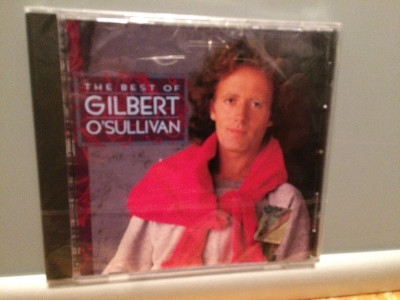 THE BEST OF
GILBERT
O'SULLIVAN